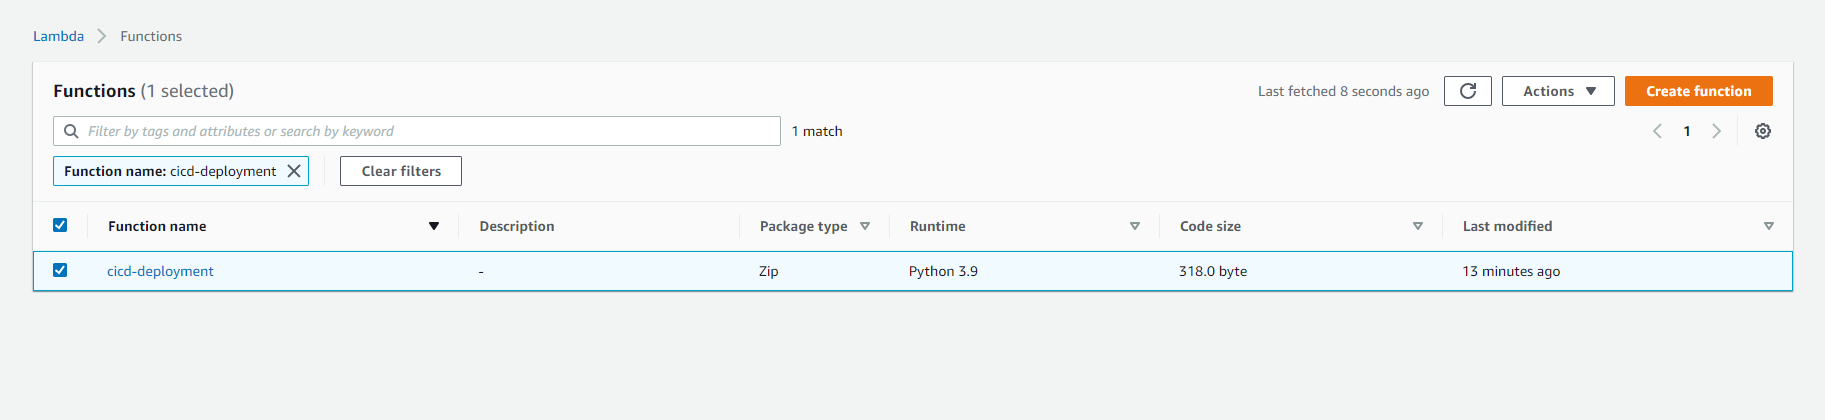 Lambda Functions
Functions (1 selected) Last fetched 8 seconds ago Actions Create function
Filter by tags and attributes or search by keyword 1 match 1
Function name: cicd-deployment Clear filters
Function name Description Package type Runtime Code size Last modified
cicd-deployment - Zip Python 3.9 318.0 byte 13 minutes ago